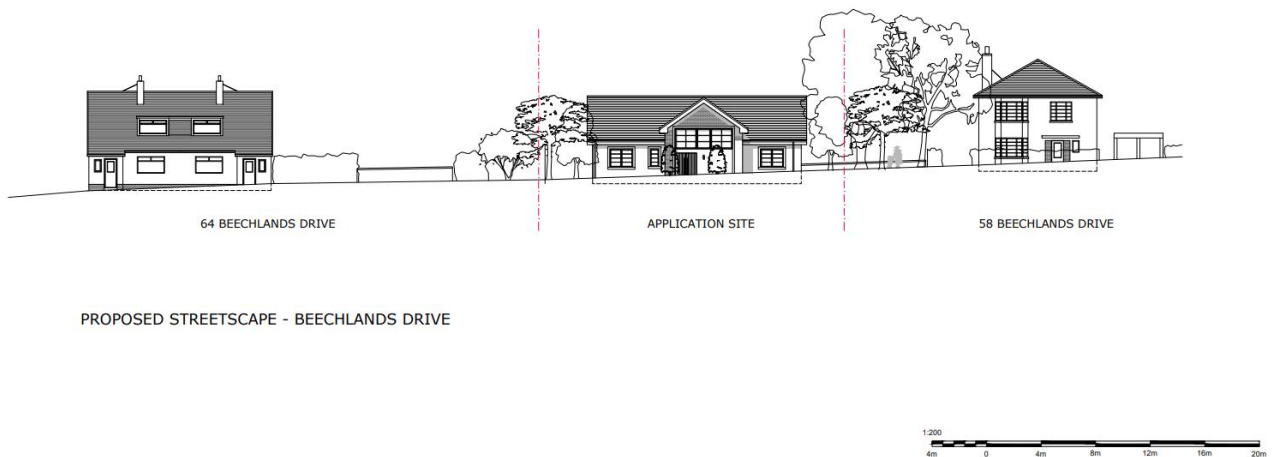 64 BEECHLANDS DRIVE
APPLICATION SITE
58 BEECHLANDS DRIVE
PROPOSED STREETSCAPE - BEECHLANDS DRIVE
1:200
4m 0 4m 8m 12m 16m 20m